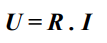 U = R . I